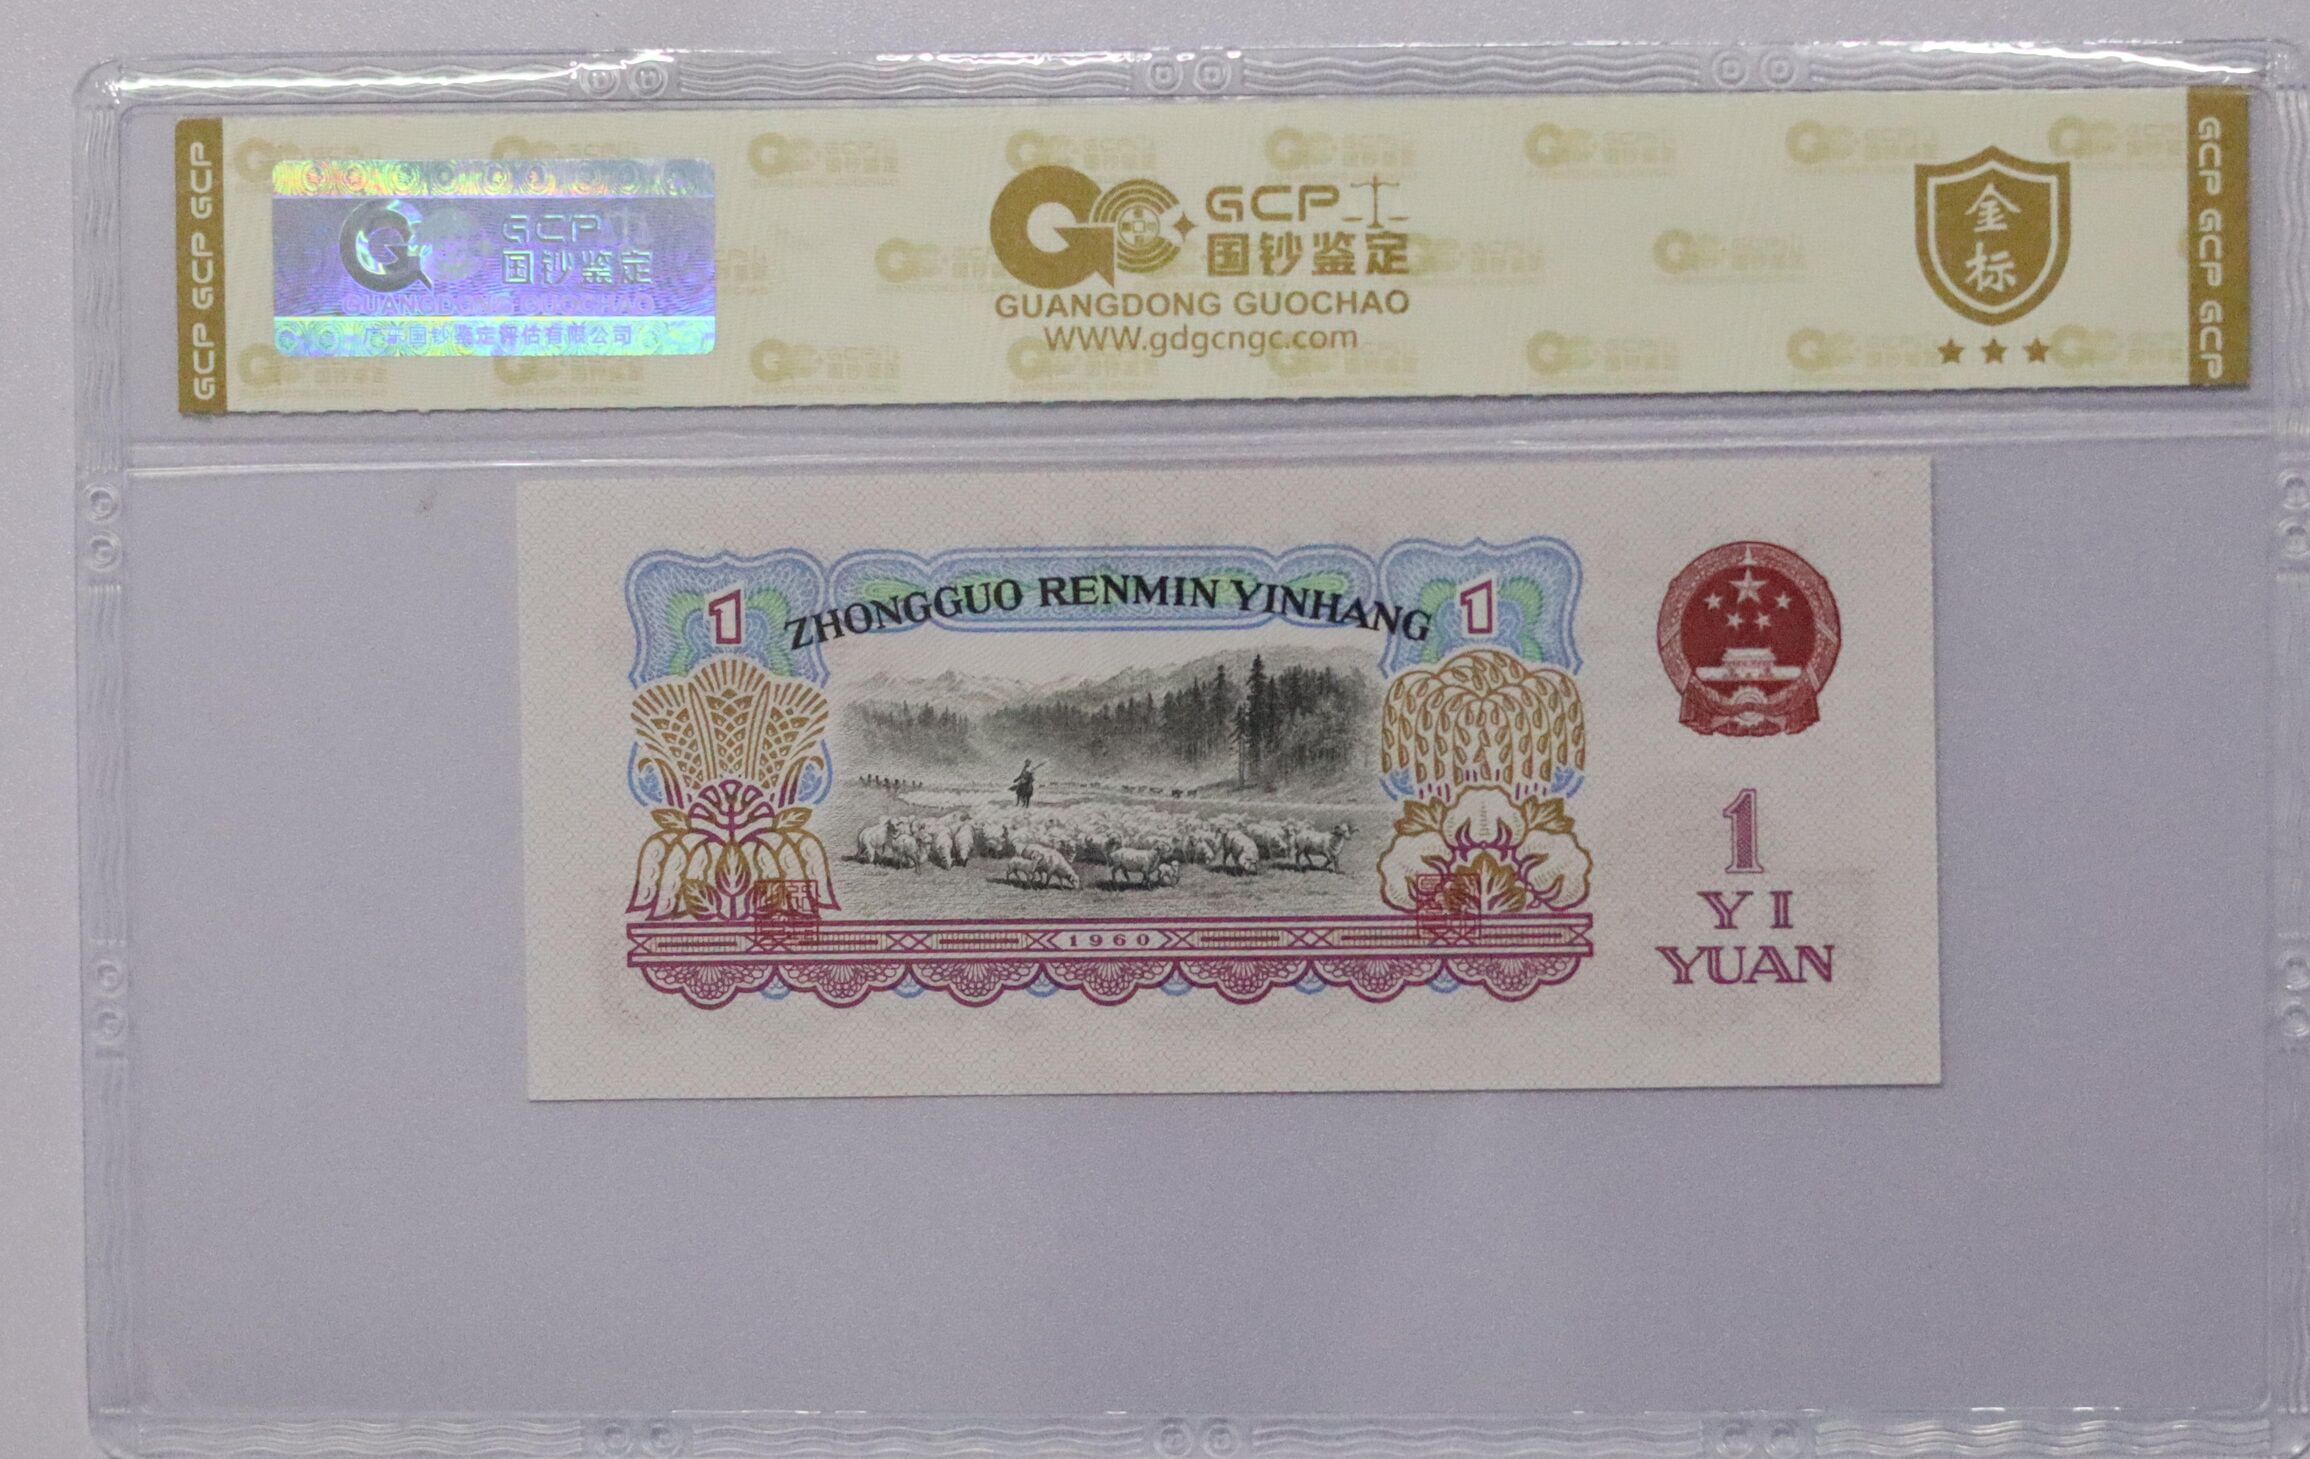 GCP GCP GCP
GCP
国钞鉴定
GUANGDONG GUOCHAO
广东国钞鉴定评估有限公司
GCP
国钞鉴定
GUANGDONG GUOCHAO
WWW.gdgcngc.com
金
标
GCP GCP GCP
1
ZHONGGUO RENMIN YINHANG
1
1960
1
YI
YUAN